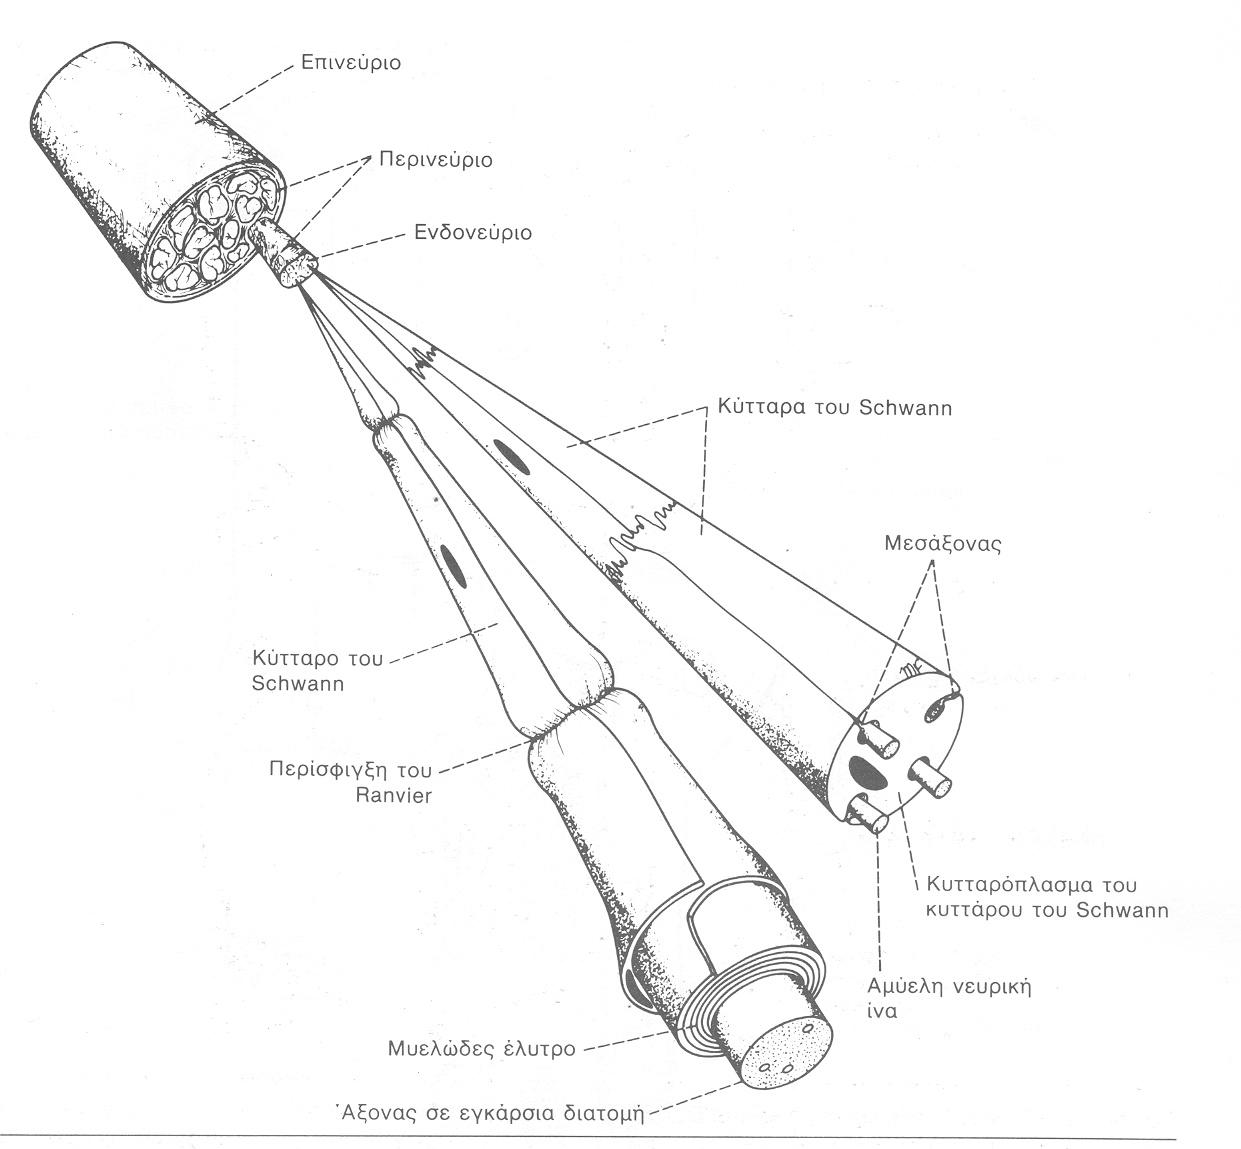 Επινεύριο
Περινεύριο
Ενδονεύριο
Κύτταρα του Schwann
Μεσάξονας
Κύτταρο του
Schwann
Περίσφιγξη του
Ranvier
Κυτταρόπλασμα του
κυττάρου του Schwann
Αμύελη νευρική
ίνα
Μυελώδες έλυτρο
Άξονας σε εγκάρσια διατομή